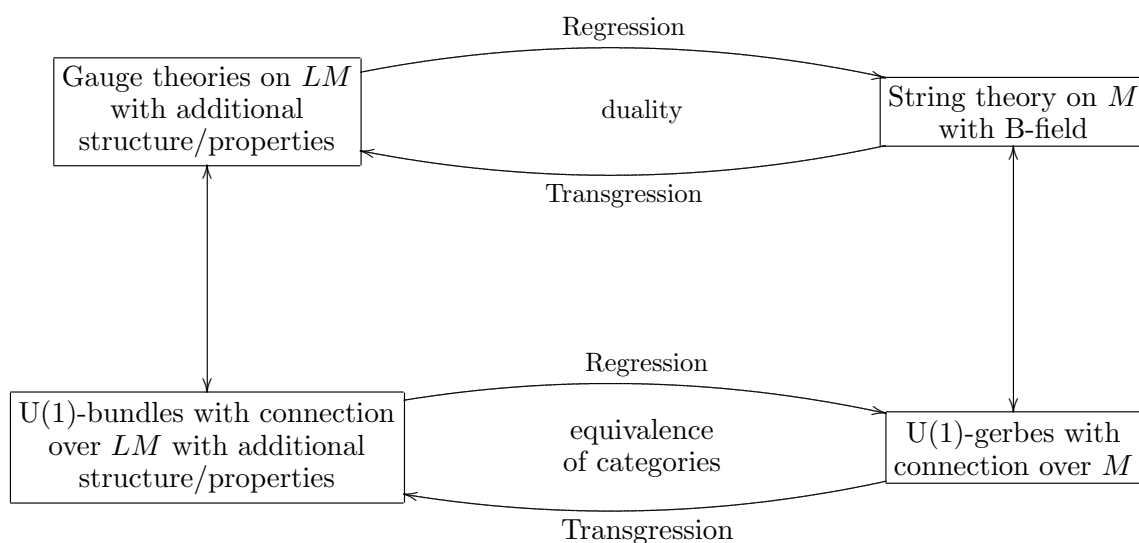 Regression
Gauge theories on LM
with additional
structure/properties
duality
String theory on M
with B-field
Transgression
Regression
U(1)-bundles with connection
over LM with additional
structure/properties
equivalence
of categories
U(1)-gerbes with
connection over M
Transgression